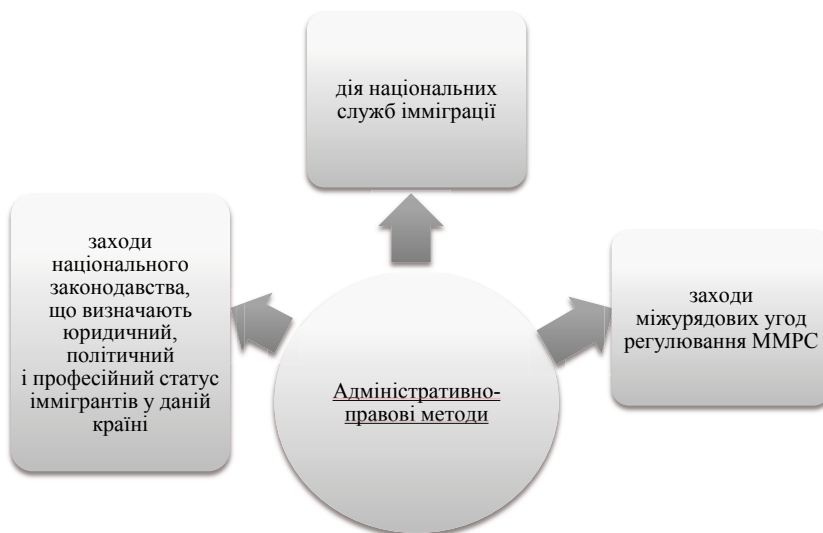 дія національних
служб імміграції
заходи
національного
законодавства,
що визначають
юридичний,
політичний
і професійний статус
іммігрантів у даній
країні
заходи
міжурядових угод
регулювання ММРС
Адміністративно-
правові методи